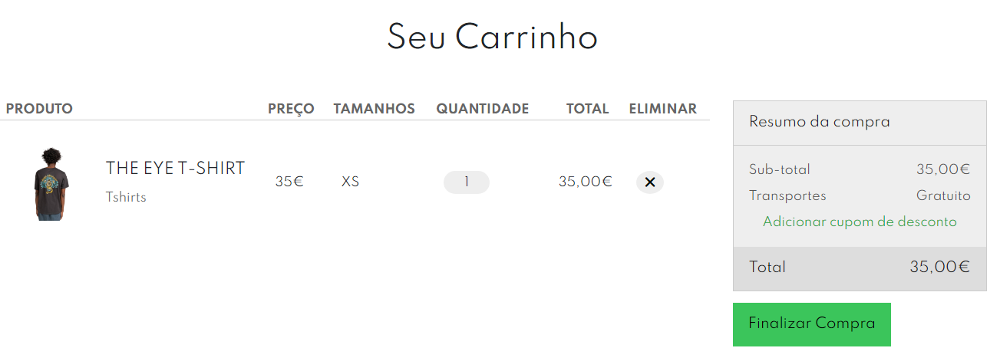 Seu Carrinho
PRODUTO PREÇO TAMANHOS QUANTIDADE TOTAL ELIMINAR
THE EYE T-SHIRT
Tshirts
35€ XS 1 35,00€ ×
Resumo da compra
Sub-total 35,00€
Transportes Gratuito
Adicionar cupom de desconto
Total 35,00€
Finalizar Compra